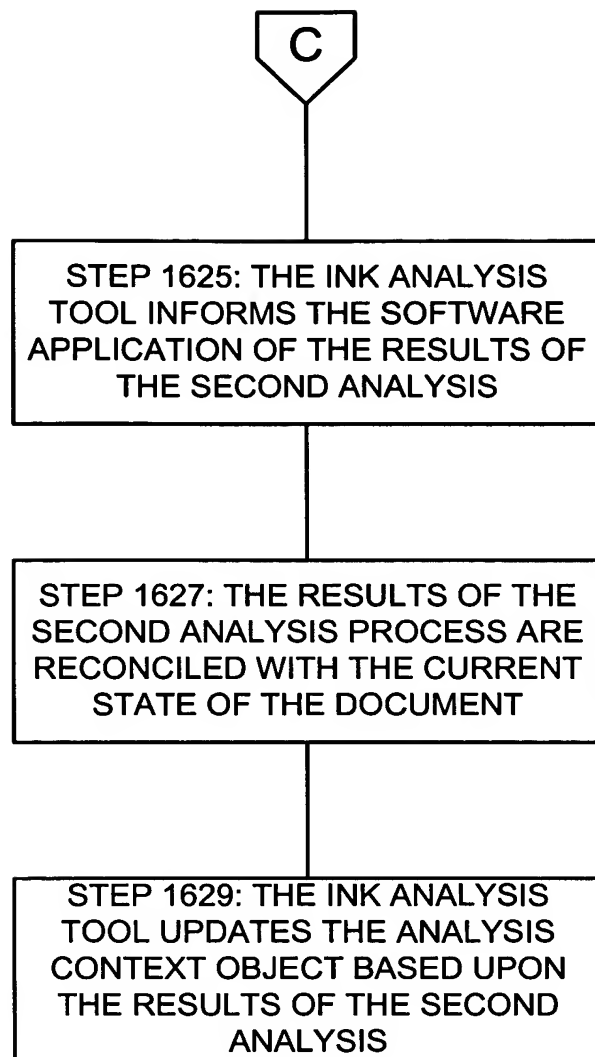 C
STEP 1625: THE INK ANALYSIS
TOOL INFORMS THE SOFTWARE
APPLICATION OF THE RESULTS OF
THE SECOND ANALYSIS
STEP 1627: THE RESULTS OF THE
SECOND ANALYSIS PROCESS ARE
RECONCILED WITH THE CURRENT
STATE OF THE DOCUMENT
STEP 1629: THE INK ANALYSIS
TOOL UPDATES THE ANALYSIS
CONTEXT OBJECT BASED UPON
THE RESULTS OF THE SECOND
ANALYSIS